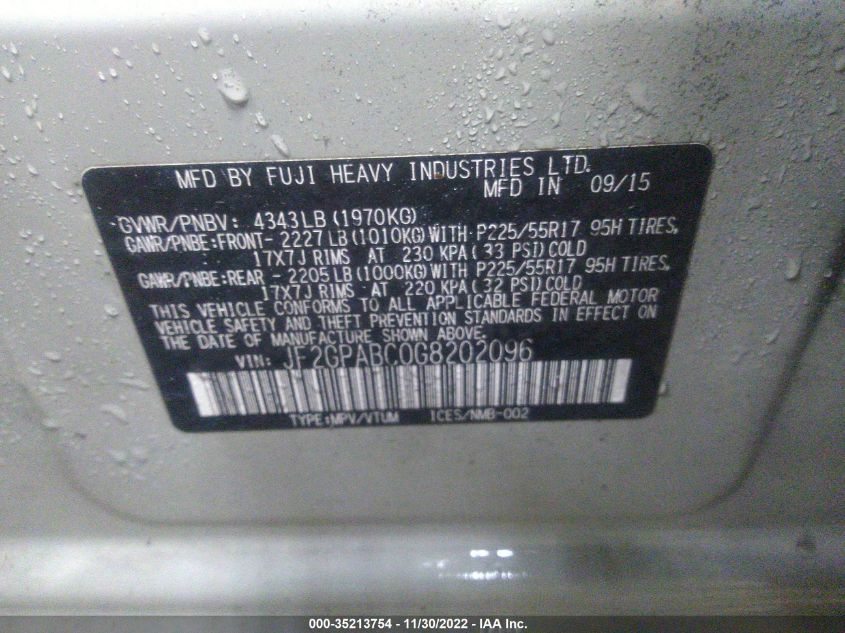 MFD BY FUJI HEAVY INDUSTRIES LTD.
MFD IN 09/15
GVWR/PNBV: 4343LB (1970KG)
GAWR/PNBE:FRONT- 2227LB (1010KG) WITH P225/55R17 95H TIRES,
17X7J RIMS AT 230 KPA (33 PSI) COLD
GAWR/PNBE:REAR - 2205LB (1000KG) WITH P225/55R17 95H TIRES,
17X7J RIMS AT 220 KPA (32 PSI) COLD
THIS VEHICLE CONFORMS TO ALL APPLICABLE FEDERAL MOTOR
VEHICLE SAFETY AND THEFT PREVENTION STANDARDS IN EFFECT ON
THE DATE OF MANUFACTURE SHOWN ABOVE.
VIN: JF2GPABC0G8202096
TYPE:MPV/VTUM ICES/NMB-002
000-35213754 - 11/30/2022 - IAA Inc.